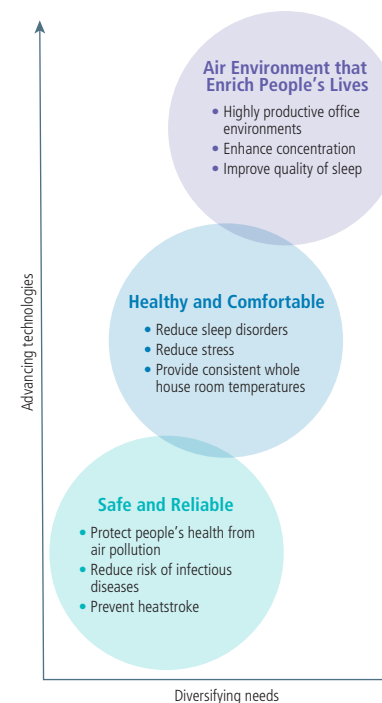 Air Environment that
Enrich People's Lives
• Highly productive office
environments
• Enhance concentration
• Improve quality of sleep
Healthy and Comfortable
• Reduce sleep disorders
• Reduce stress
• Provide consistent whole
house room temperatures
Advancing technologies
Safe and Reliable
• Protect people's health from
air pollution
• Reduce risk of infectious
diseases
• Prevent heatstroke
Diversifying needs